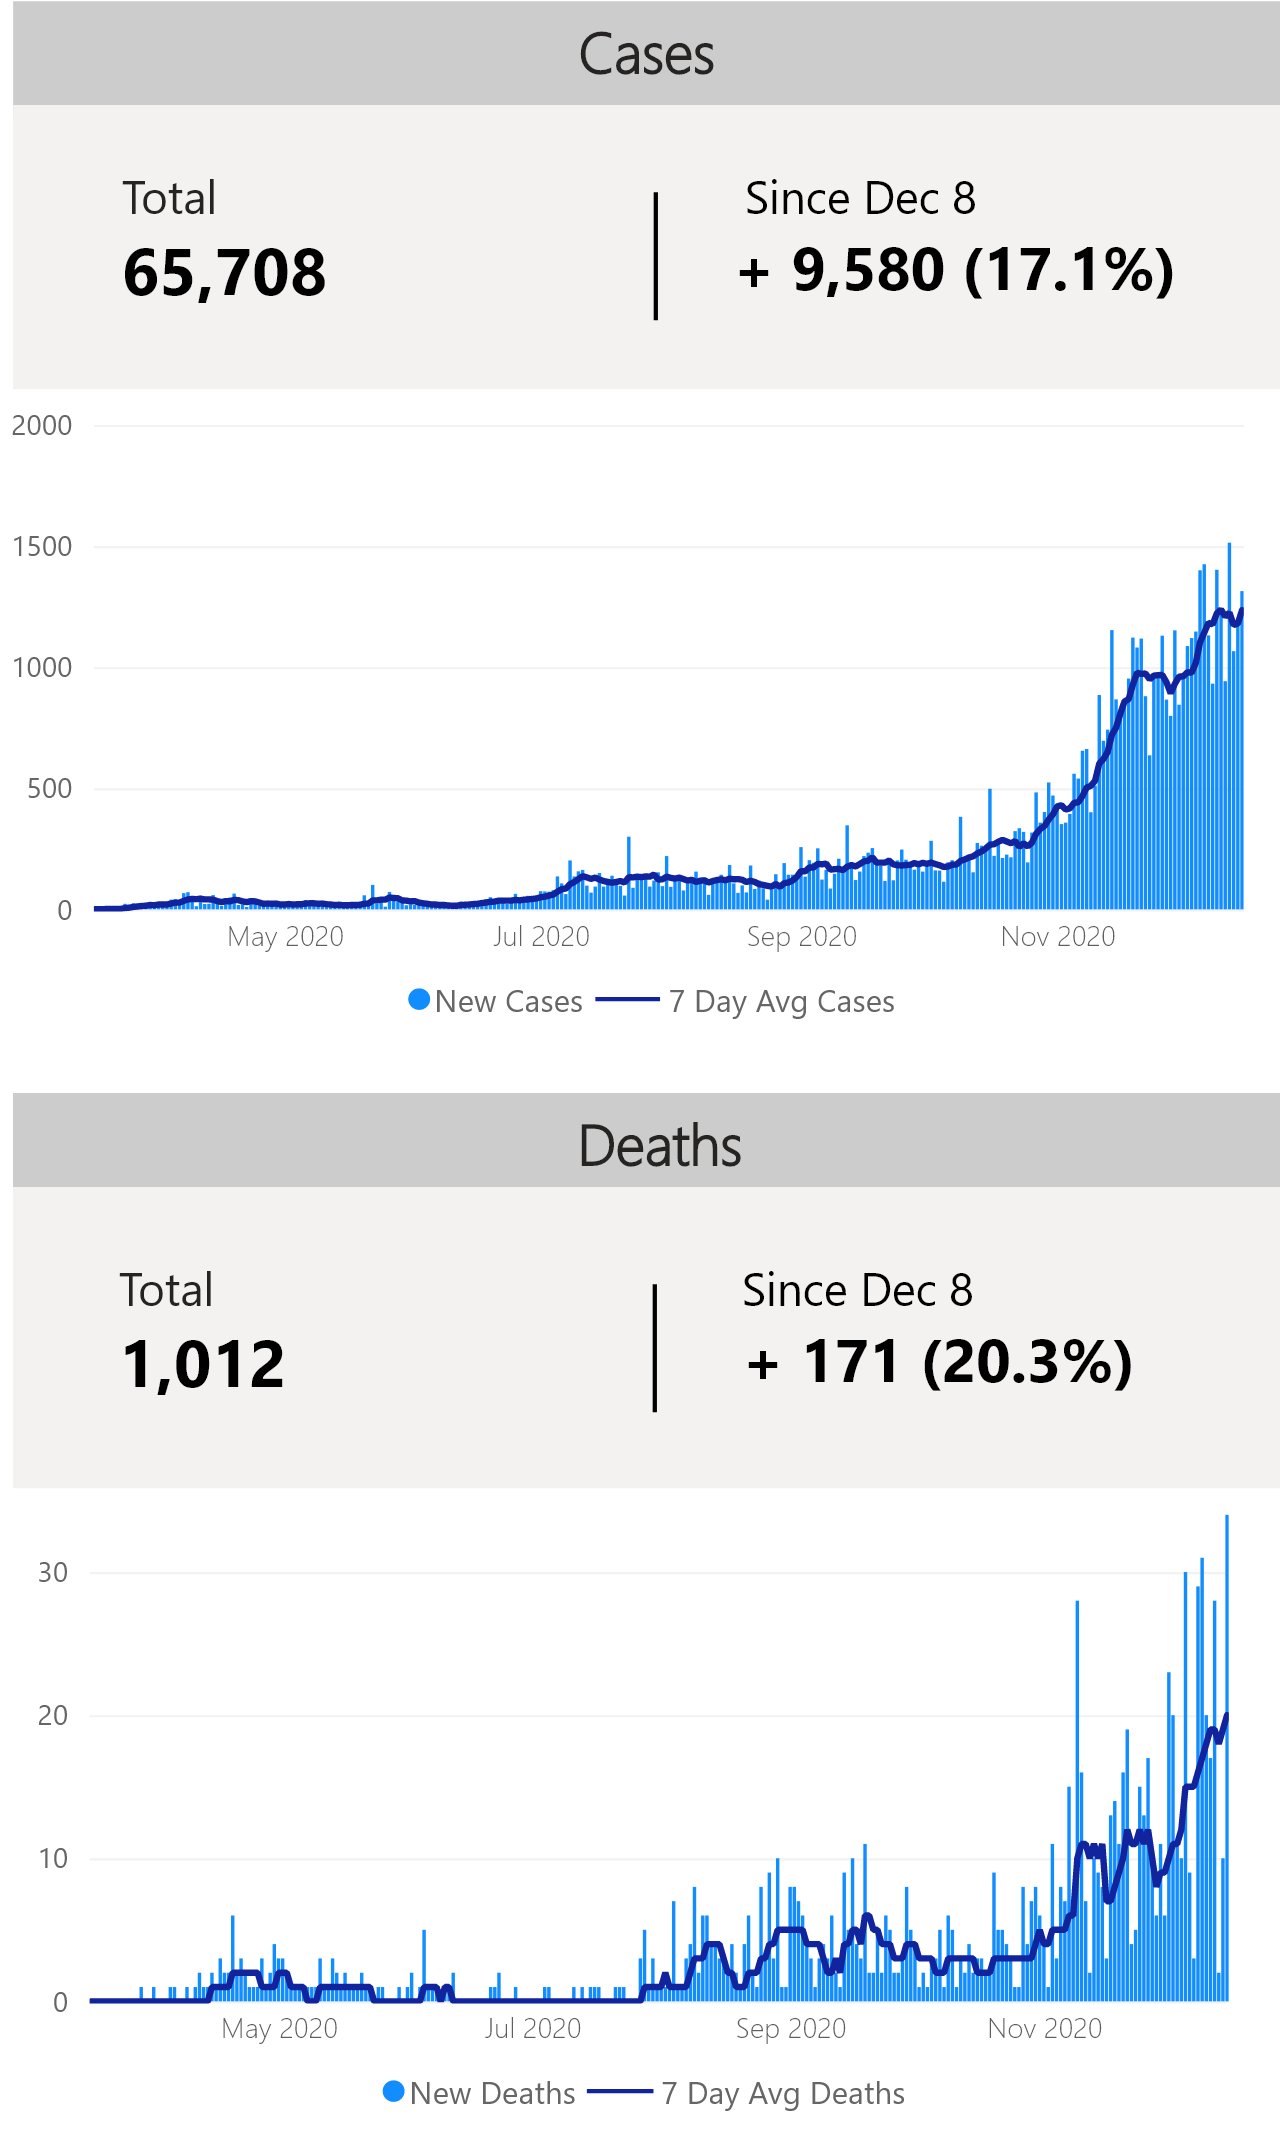 Cases
Total
Since Dec 8
65,708
+ 9,580 (17.1%)
2000
1500
1000
500
0
May 2020
Jul 2020
Sep 2020
Nov 2020
New Cases
7 Day Avg Cases
Deaths
Total
Since Dec 8
1,012
+ 171 (20.3%)
30
20
10
0
May 2020
Jul 2020
Sep 2020
Nov 2020
New Deaths
7 Day Avg Deaths